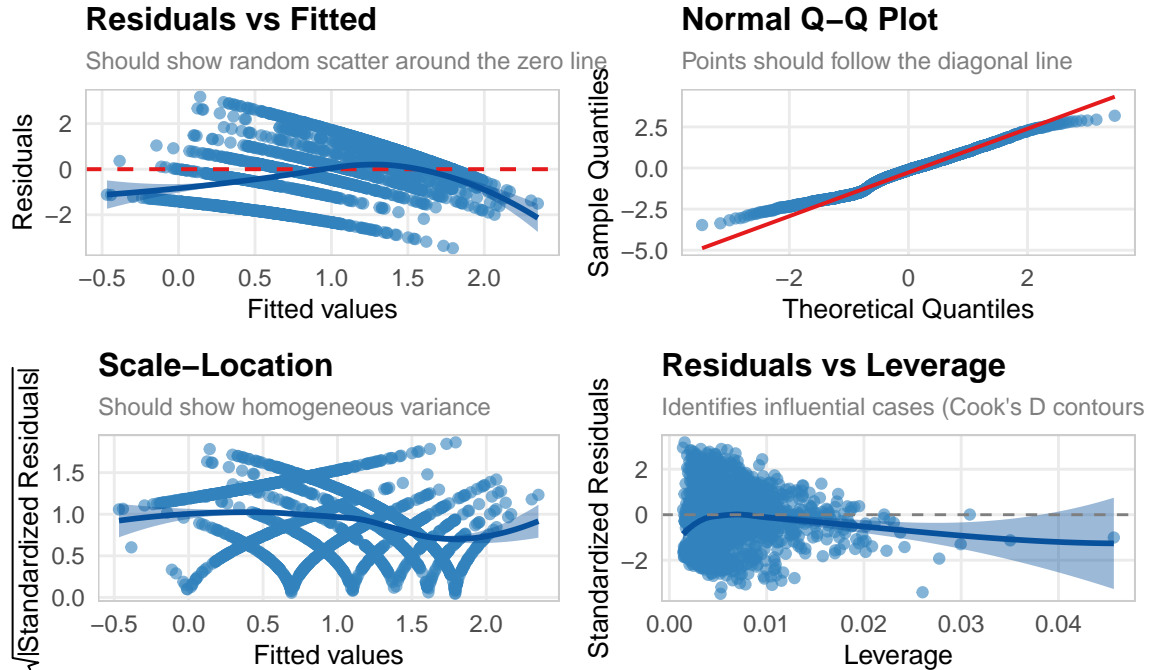 Residuals vs Fitted
Should show random scatter around the zero line
Residuals
2
0
−2
−0.5 0.0 0.5 1.0 1.5 2.0
Fitted values
Normal Q−Q Plot
Points should follow the diagonal line
Sample Quantiles
2.5
0.0
−2.5
−5.0
−2 0 2
Theoretical Quantiles
Scale−Location
Should show homogeneous variance
√|Standardized Residuals|
1.5
1.0
0.5
0.0
−0.5 0.0 0.5 1.0 1.5 2.0
Fitted values
Residuals vs Leverage
Identifies influential cases (Cook's D contours
Standardized Residuals
2
0
−2
0.00 0.01 0.02 0.03 0.04
Leverage